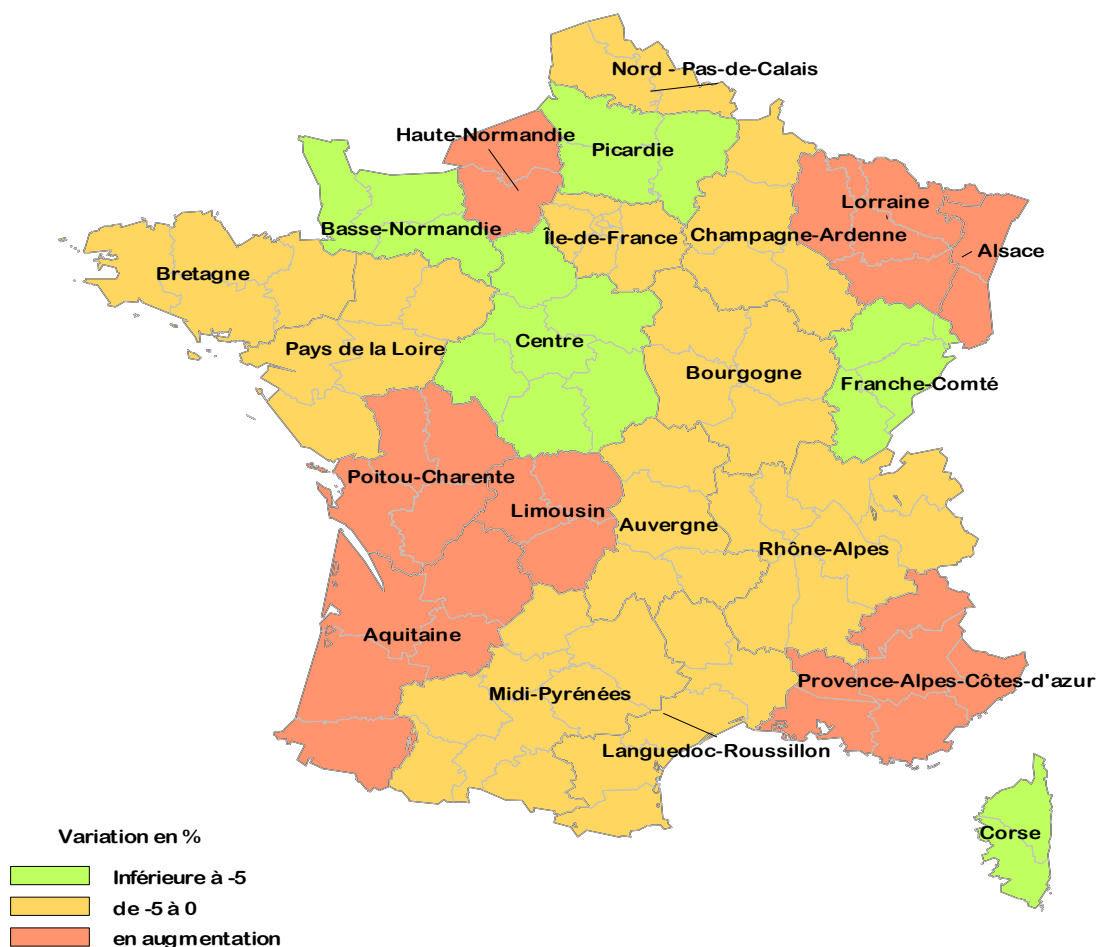 Nord - Pas-de-Calais
Haute-Normandie
Picardie
Lorraine
Basse-Normandie
Île-de-France
Champagne-Ardenne
Alsace
Bretagne
Centre
Pays de la Loire
Bourgogne
Franche-Comté
Poitou-Charente
Limousin
Auvergne
Rhône-Alpes
Aquitaine
Provence-Alpes-Côtes-d'azur
Midi-Pyrénées
Languedoc-Roussillon
Corse
Variation en %
Inférieure à -5
de -5 à 0
en augmentation